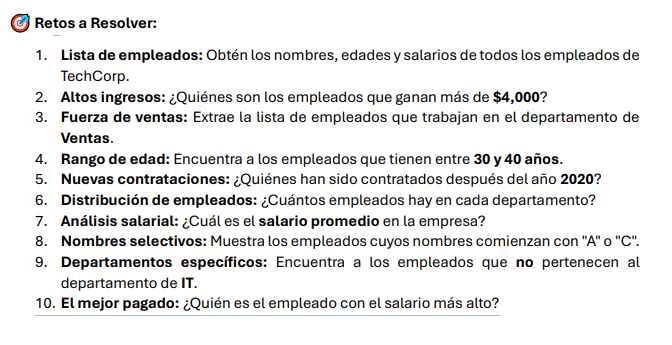 Retos a Resolver:
1. Lista de empleados: Obtén los nombres, edades y salarios de todos los empleados de
TechCorp.
2. Altos ingresos: ¿Quiénes son los empleados que ganan más de $4,000?
3. Fuerza de ventas: Extrae la lista de empleados que trabajan en el departamento de
Ventas.
4. Rango de edad: Encuentra a los empleados que tienen entre 30 y 40 años.
5. Nuevas contrataciones: ¿Quiénes han sido contratados después del año 2020?
6. Distribución de empleados: ¿Cuántos empleados hay en cada departamento?
7. Análisis salarial: ¿Cuál es el salario promedio en la empresa?
8. Nombres selectivos: Muestra los empleados cuyos nombres comienzan con "A" o "C".
9. Departamentos específicos: Encuentra a los empleados que no pertenecen al
departamento de IT.
10. El mejor pagado: ¿Quién es el empleado con el salario más alto?